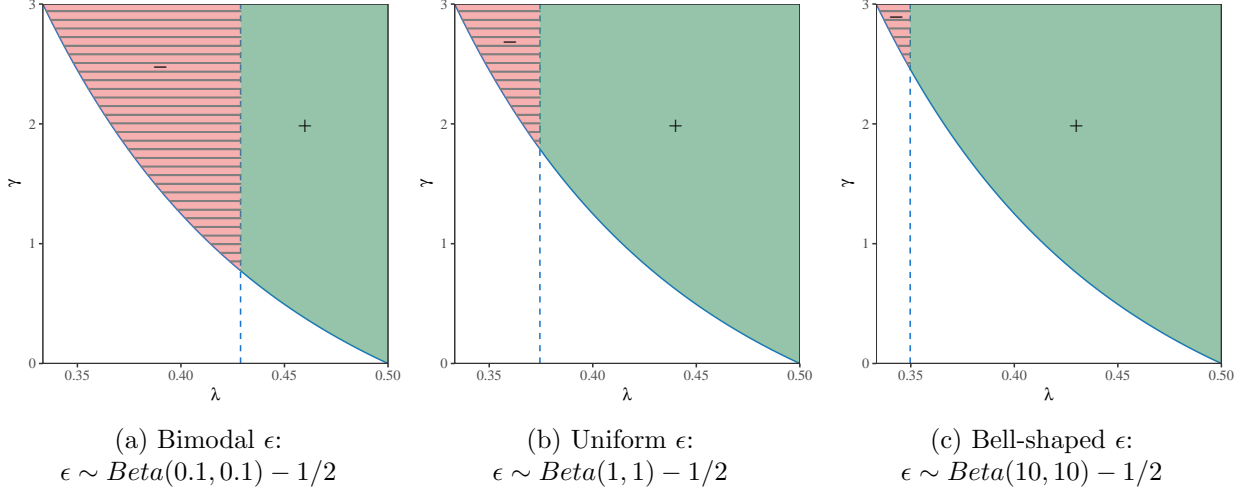 3
2
1
0
γ
−
+
0.35
0.40
0.45
0.50
λ
(a) Bimodal ϵ:
ϵ ∼ Beta(0.1, 0.1) − 1/2
3
2
1
0
γ
−
+
0.35
0.40
0.45
0.50
λ
(b) Uniform ϵ:
ϵ ∼ Beta(1, 1) − 1/2
3
2
1
0
γ
−
+
0.35
0.40
0.45
0.50
λ
(c) Bell-shaped ϵ:
ϵ ∼ Beta(10, 10) − 1/2